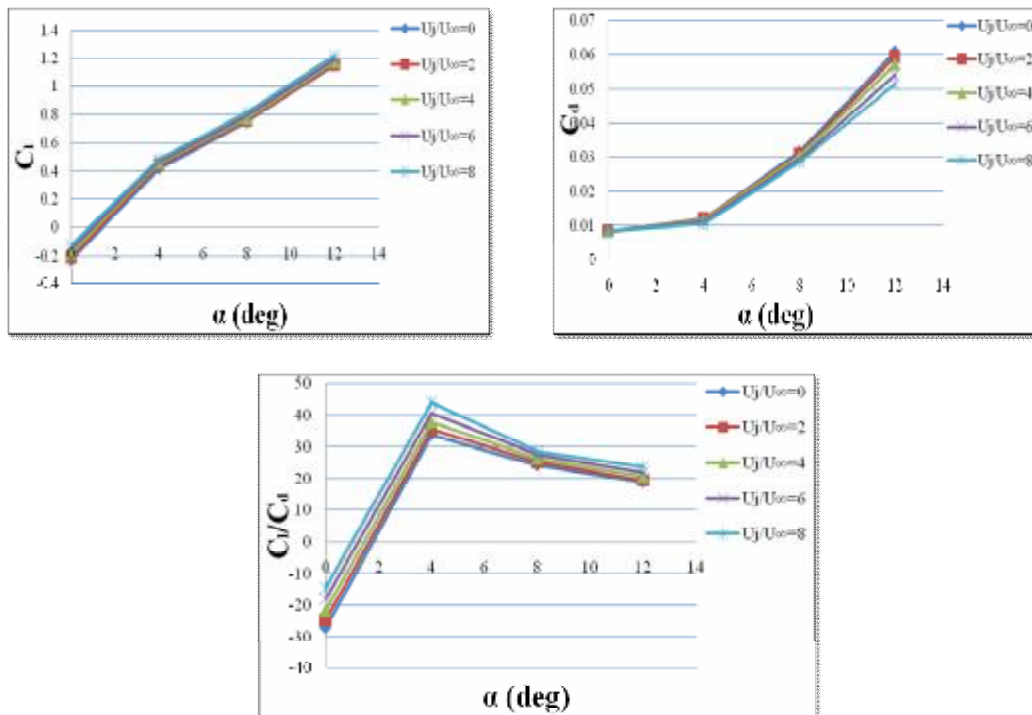 1.4
1.2
1
0.8
0.6
0.4
0.2
0
-0.2
-0.4
0 2 4 6 8 10 12 14
Cl
α (deg)
Uj/U∞=0
Uj/U∞=2
Uj/U∞=4
Uj/U∞=6
Uj/U∞=8
0.07
0.06
0.05
0.04
0.03
0.02
0.01
0
0 2 4 6 8 10 12 14
Cd
α (deg)
Uj/U∞=0
Uj/U∞=2
Uj/U∞=4
Uj/U∞=6
Uj/U∞=8
50
40
30
20
10
0
-10
-20
-30
-40
0 2 4 6 8 10 12 14
Cl/Cd
α (deg)
Uj/U∞=0
Uj/U∞=2
Uj/U∞=4
Uj/U∞=6
Uj/U∞=8